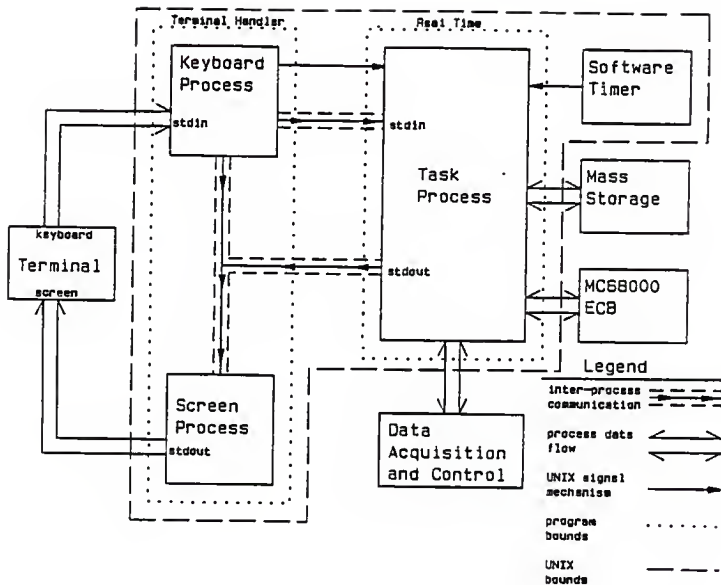 Terminal Handler
Real Time
Keyboard
Process
stdin
stdin
Software
Timer
Task
Process
Mass
Storage
keyboard
Terminal
screen
stdout
MC68000
ECB
Screen
Process
stdout
Data
Acquisition
and Control
Legend
inter-process
communication
process data
flow
UNIX signal
mechanism
program
bounds
UNIX
bounds